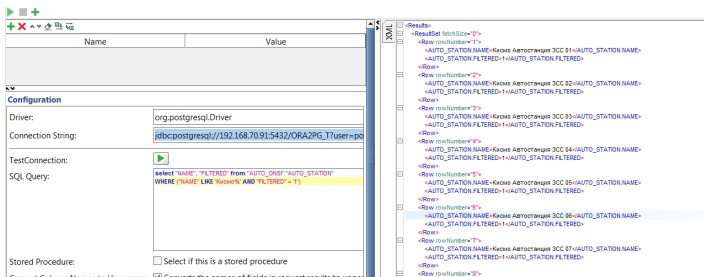 Name
Value
Configuration
Driver:
org.postgresql.Driver
Connection String:
jdbc:postgresql://192.168.70.91:5432/ORA2PG_T?user=po
TestConnection:
SQL Query:
select "NAME", "FILTERED" from "AUTO_ONSI"."AUTO_STATION"
WHERE ("NAME" LIKE 'Кисмо%' AND "FILTERED" = '1')
Stored Procedure:
Select if this is a stored procedure
XML
<Results>
<ResultSet fetchSize="0">
<Row rowNumber="1">
<AUTO_STATION.NAME>Кисмо Автостанция ЗСС 01</AUTO_STATION.NAME>
<AUTO_STATION.FILTERED>1</AUTO_STATION.FILTERED>
</Row>
<Row rowNumber="2">
<AUTO_STATION.NAME>Кисмо Автостанция ЗСС 02</AUTO_STATION.NAME>
<AUTO_STATION.FILTERED>1</AUTO_STATION.FILTERED>
</Row>
<Row rowNumber="3">
<AUTO_STATION.NAME>Кисмо Автостанция ЗСС 03</AUTO_STATION.NAME>
<AUTO_STATION.FILTERED>1</AUTO_STATION.FILTERED>
</Row>
<Row rowNumber="4">
<AUTO_STATION.NAME>Кисмо Автостанция ЗСС 04</AUTO_STATION.NAME>
<AUTO_STATION.FILTERED>1</AUTO_STATION.FILTERED>
</Row>
<Row rowNumber="5">
<AUTO_STATION.NAME>Кисмо Автостанция ЗСС 05</AUTO_STATION.NAME>
<AUTO_STATION.FILTERED>1</AUTO_STATION.FILTERED>
</Row>
<Row rowNumber="6">
<AUTO_STATION.NAME>Кисмо Автостанция ЗСС 06</AUTO_STATION.NAME>
<AUTO_STATION.FILTERED>1</AUTO_STATION.FILTERED>
</Row>
<Row rowNumber="7">
<AUTO_STATION.NAME>Кисмо Автостанция ЗСС 07</AUTO_STATION.NAME>
<AUTO_STATION.FILTERED>1</AUTO_STATION.FILTERED>
</Row>
<Row rowNumber="8">